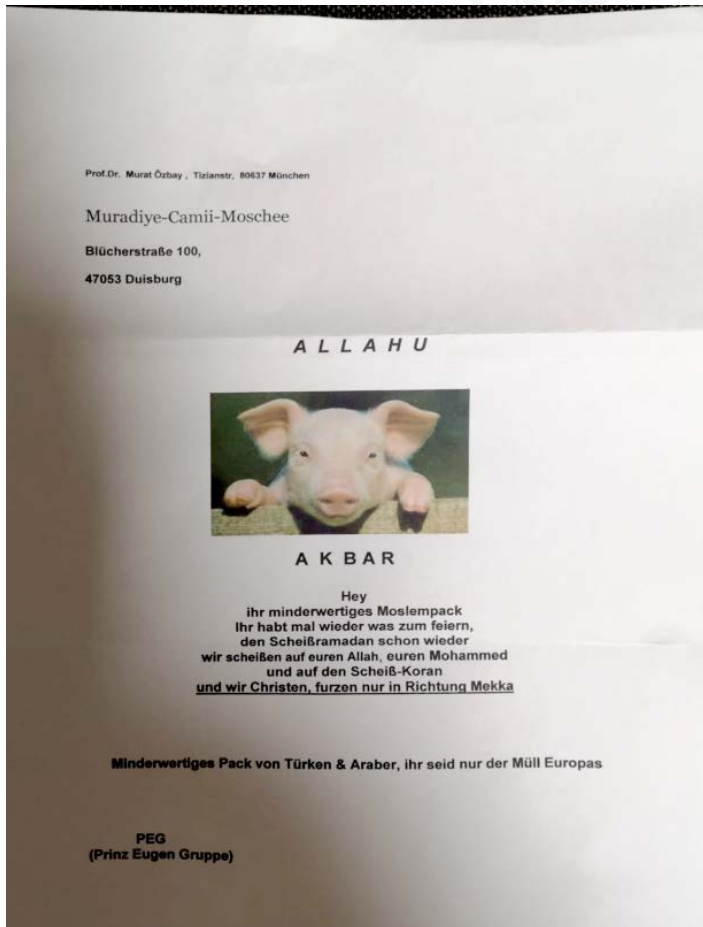 Prof.Dr. Murat Özbay , Tizianstr, 80637 München
Muradiye-Camii-Moschee
Blücherstraße 100,
47053 Duisburg
A L L A H U
A K B A R
Hey
ihr minderwertiges Moslempack
Ihr habt mal wieder was zum feiern,
den Scheißramadan schon wieder
wir scheißen auf euren Allah, euren Mohammed
und auf den Scheiß-Koran
und wir Christen, furzen nur in Richtung Mekka
Minderwertiges Pack von Türken & Araber, ihr seid nur der Müll Europas
PEG
(Prinz Eugen Gruppe)